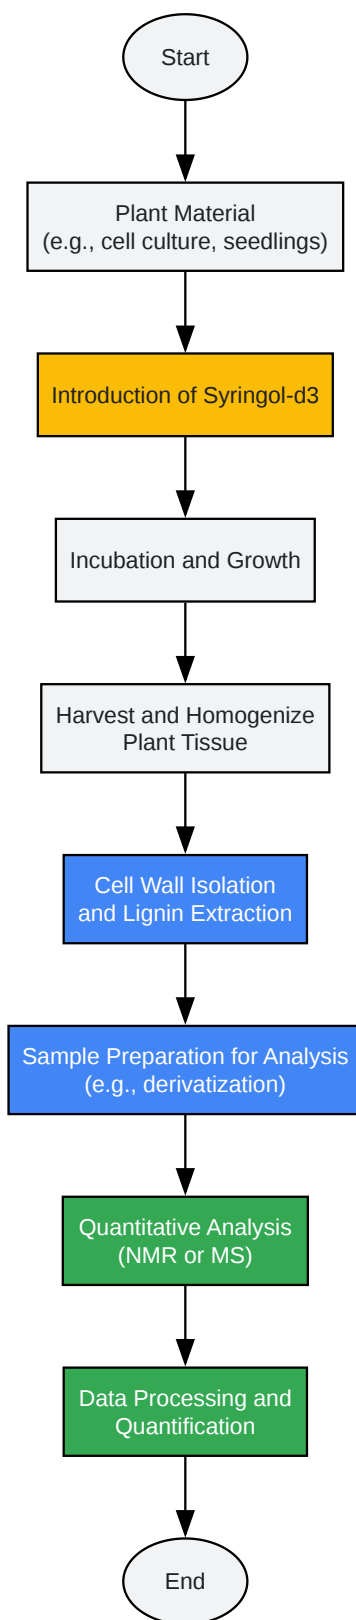 Start
Plant Material
(e.g., cell culture, seedlings)
Introduction of Syringol-d3
Incubation and Growth
Harvest and Homogenize
Plant Tissue
Cell Wall Isolation
and Lignin Extraction
Sample Preparation for Analysis
(e.g., derivatization)
Quantitative Analysis
(NMR or MS)
Data Processing and
Quantification
End